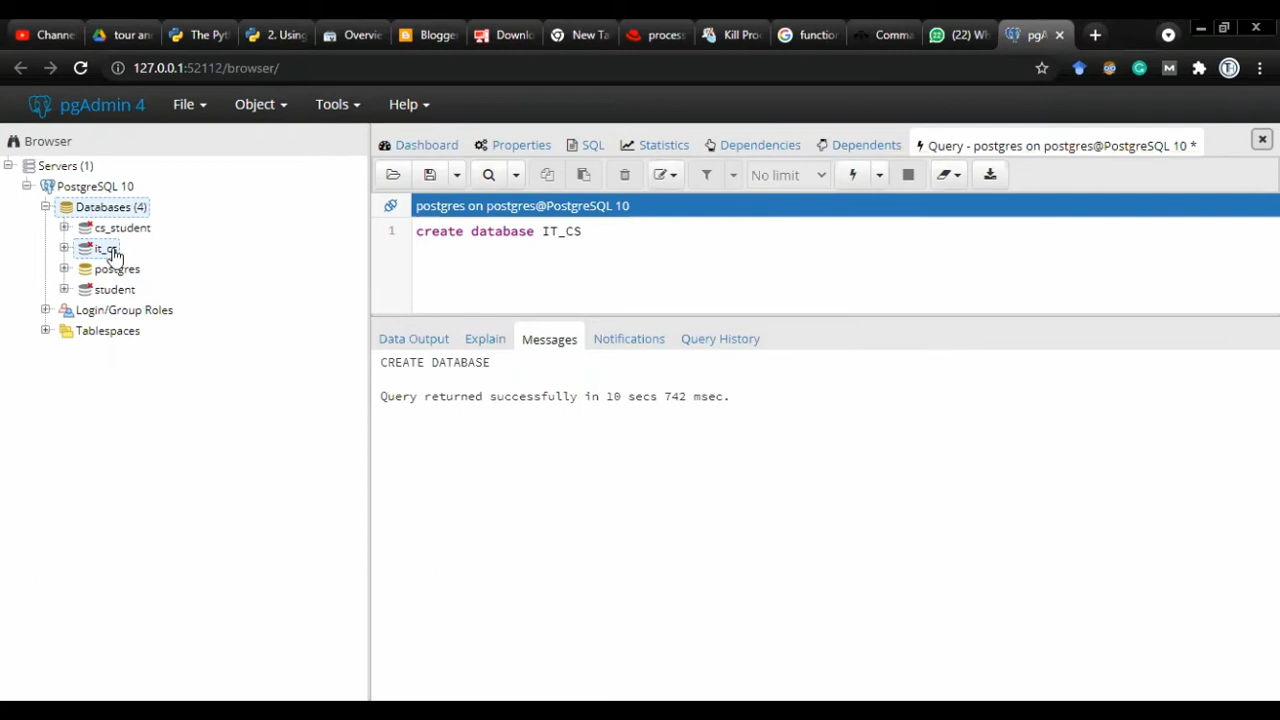 Channe
tour an
The Pyt
2. Using
Overvie
Blogge
Downlo
New Ta
process
Kill Pro
functio
Comma
(22) Wh
pgA
127.0.0.1:52112/browser/
pgAdmin 4
File
Object
Tools
Help
Browser
Servers (1)
PostgreSQL 10
Databases (4)
cs_student
it_cs
postgres
student
Login/Group Roles
Tablespaces
Dashboard
Properties
SQL
Statistics
Dependencies
Dependents
Query - postgres on postgres@PostgreSQL 10 *
No limit
postgres on postgres@PostgreSQL 10
1 create database IT_CS
Data Output
Explain
Messages
Notifications
Query History
CREATE DATABASE
Query returned successfully in 10 secs 742 msec.